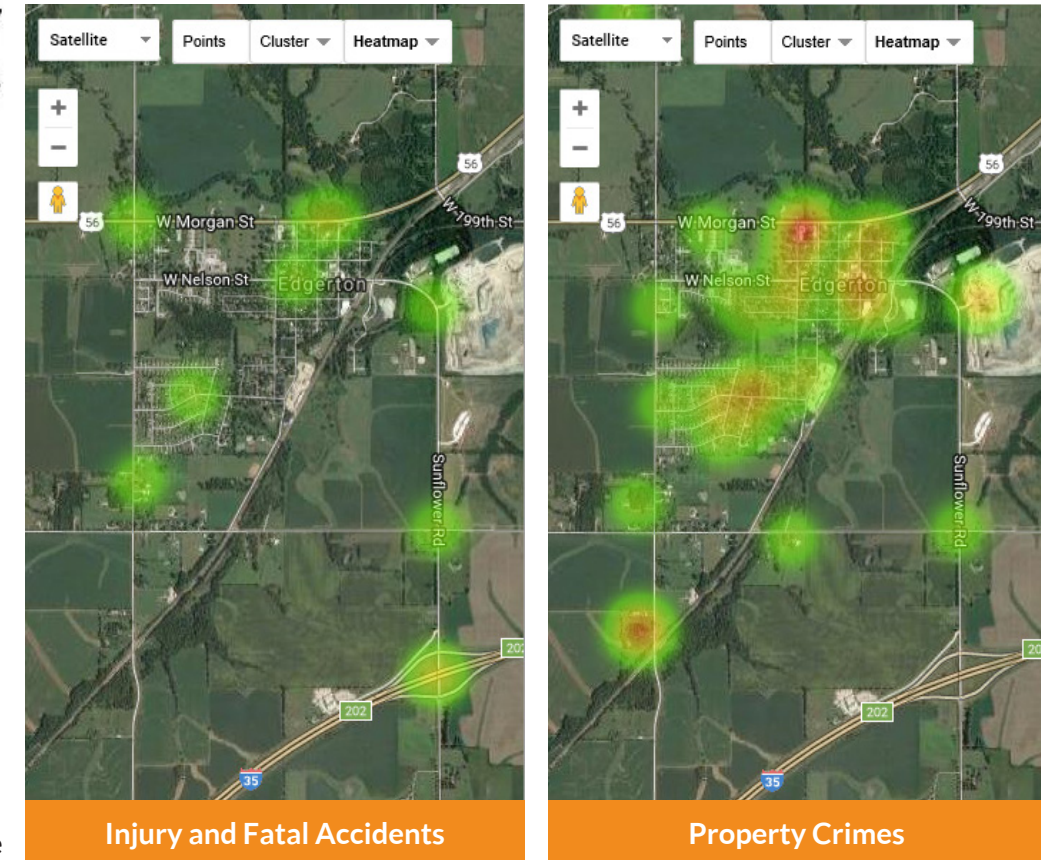 Satellite
Points
Cluster
Heatmap
+
−
56
56
W Morgan St
W 199th St
W Nelson St
Edgerton
Sunflower Rd
202
35
Injury and Fatal Accidents
Satellite
Points
Cluster
Heatmap
+
−
56
56
W Morgan St
W 199th St
W Nelson St
Edgerton
Sunflower Rd
202
35
Property Crimes